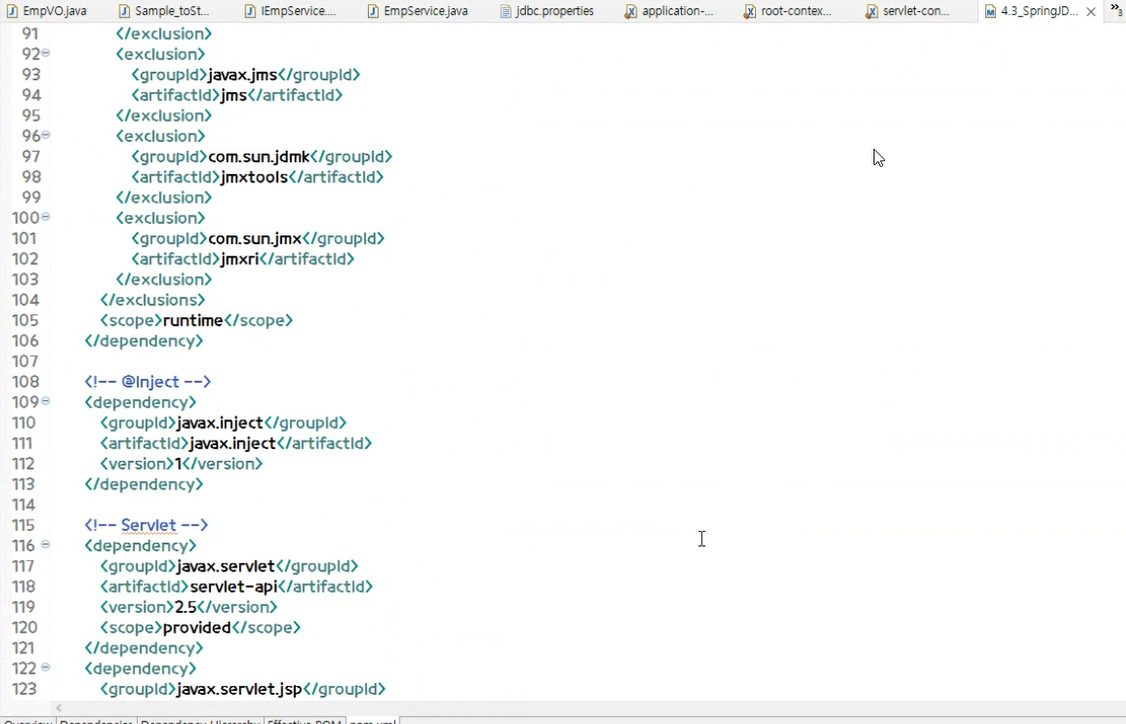 EmpVO.java Sample_toSt... IEmpService.... EmpService.java jdbc.properties application-... root-contex... servlet-con... 4.3_SpringJD... »3
91 </exclusion>
92 <exclusion>
93 <groupId>javax.jms</groupId>
94 <artifactId>jms</artifactId>
95 </exclusion>
96 <exclusion>
97 <groupId>com.sun.jdmk</groupId>
98 <artifactId>jmxtools</artifactId>
99 </exclusion>
100 <exclusion>
101 <groupId>com.sun.jmx</groupId>
102 <artifactId>jmxri</artifactId>
103 </exclusion>
104 </exclusions>
105 <scope>runtime</scope>
106 </dependency>
107
108 <!-- @Inject -->
109 <dependency>
110 <groupId>javax.inject</groupId>
111 <artifactId>javax.inject</artifactId>
112 <version>1</version>
113 </dependency>
114
115 <!-- Servlet -->
116 <dependency>
117 <groupId>javax.servlet</groupId>
118 <artifactId>servlet-api</artifactId>
119 <version>2.5</version>
120 <scope>provided</scope>
121 </dependency>
122 <dependency>
123 <groupId>javax.servlet.jsp</groupId>
Overview Dependencies Dependency Hierarchy Effective POM pom.xml